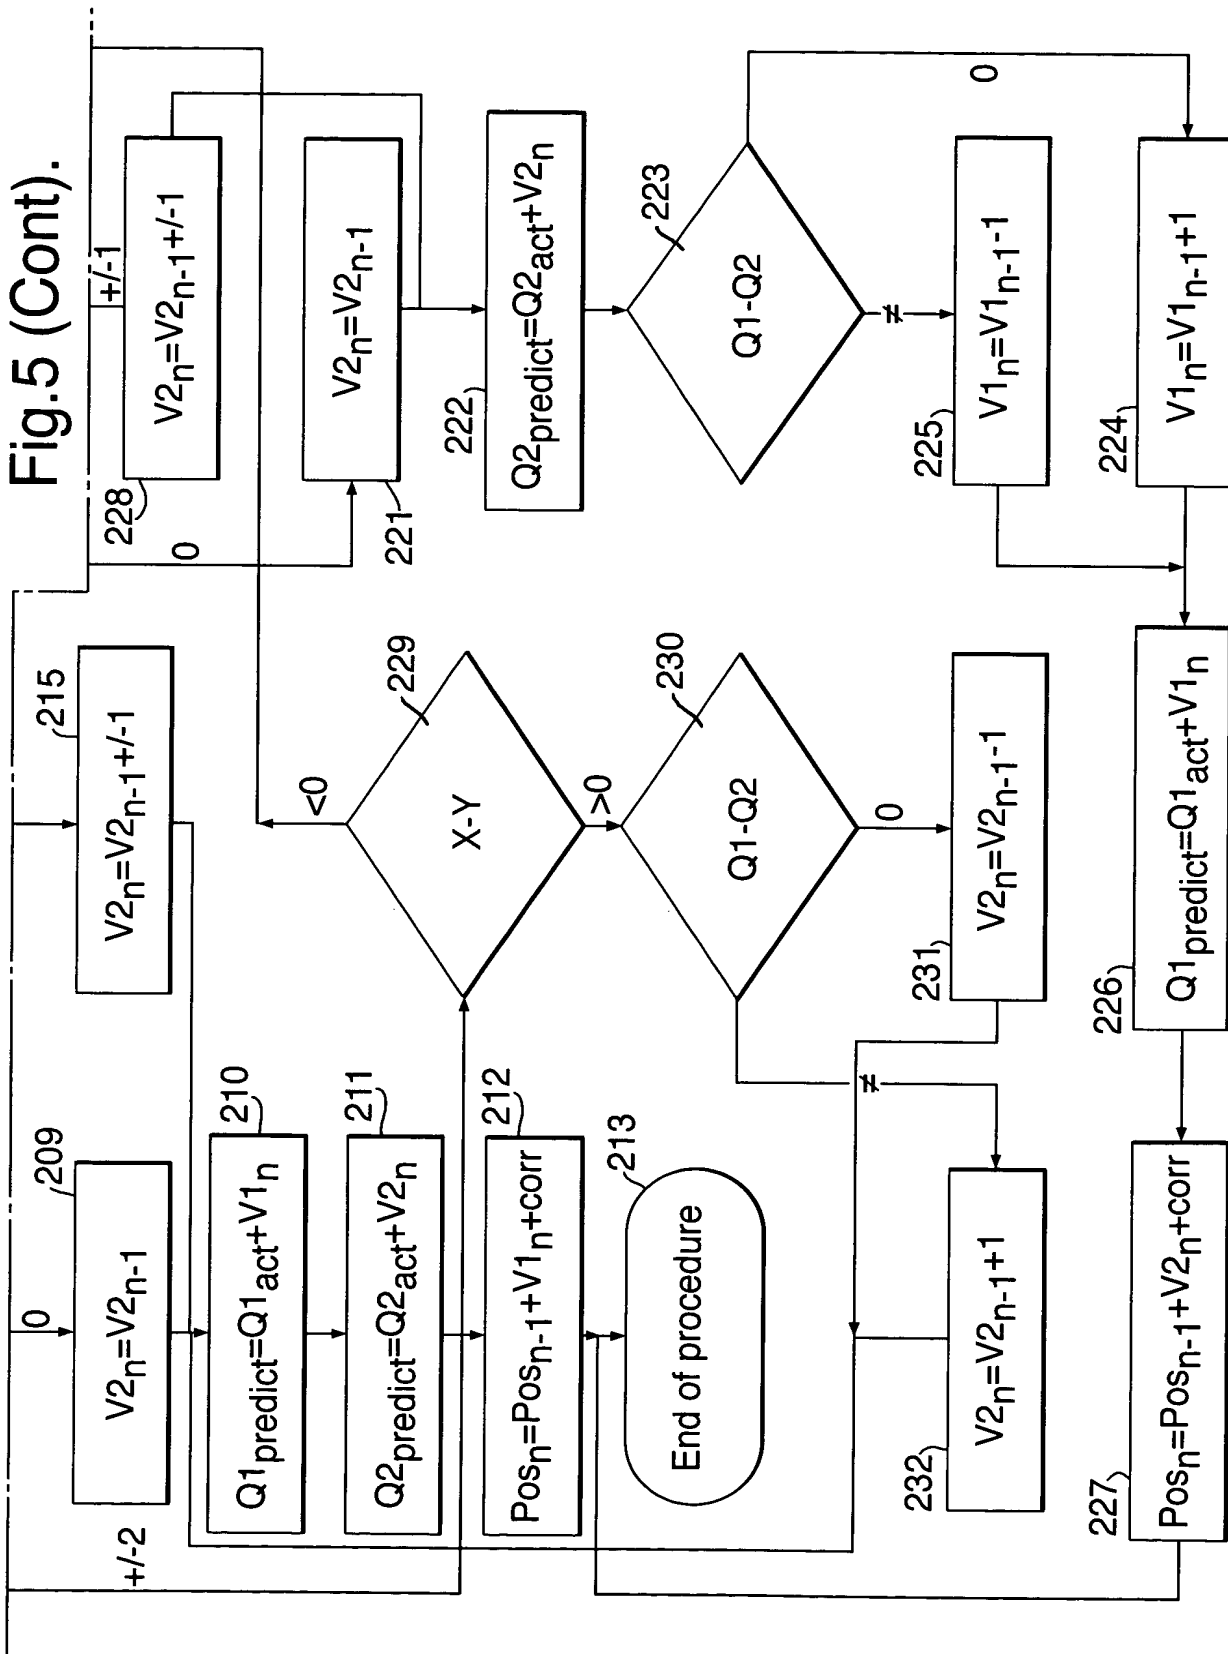 Fig.5 (Cont).
0
209
V2n=V2n-1
215
V2n=V2n-1+/-1
+/-2
210
Q1predict=Q1act+V1n
211
Q2predict=Q2act+V2n
212
Posn=Posn-1+V1n+corr
213
End of procedure
<0
229
X-Y
>0
230
Q1-Q2
0
≠
231
V2n=V2n-1-1
232
V2n=V2n-1+1
+/-1
228
V2n=V2n-1+/-1
0
221
V2n=V2n-1
222
Q2predict=Q2act+V2n
223
Q1-Q2
≠
0
225
V1n=V1n-1-1
224
V1n=V1n-1+1
226
Q1predict=Q1act+V1n
227
Posn=Posn-1+V2n+corr